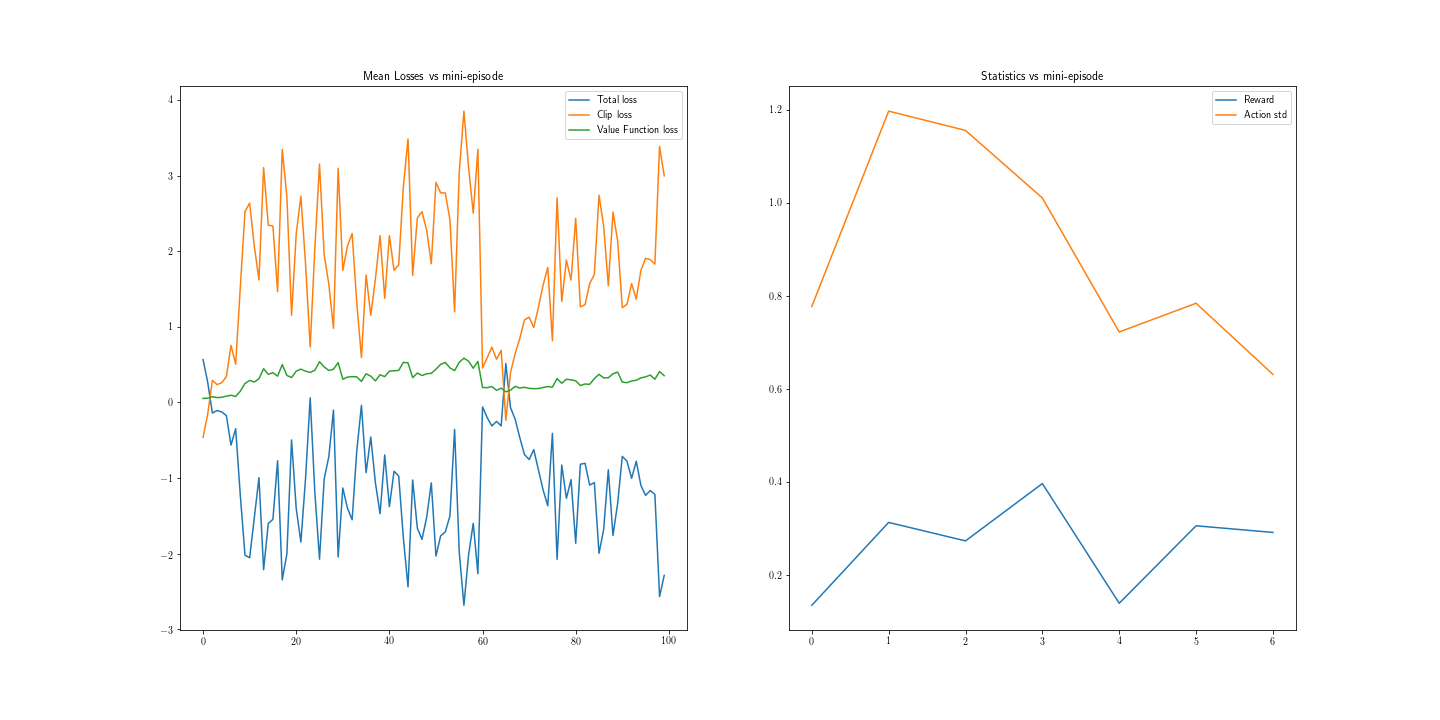 Mean Losses vs mini-episode
Total loss
Clip loss
Value Function loss
4
3
2
1
0
−1
−2
−3
0 20 40 60 80 100
Statistics vs mini-episode
Reward
Action std
1.2
1.0
0.8
0.6
0.4
0.2
0 1 2 3 4 5 6